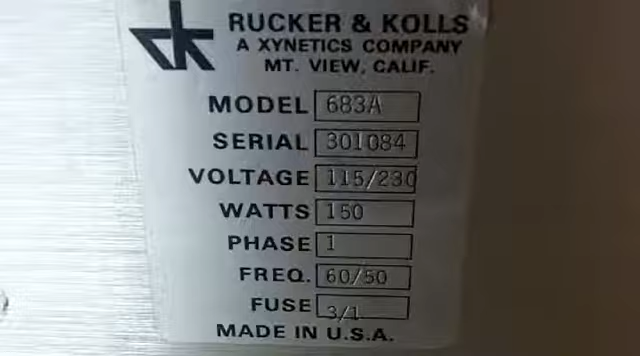 RUCKER & KOLLS
A XYNETICS COMPANY
MT. VIEW, CALIF.
MODEL 683A
SERIAL 301084
VOLTAGE 115/230
WATTS 150
PHASE 1
FREQ. 60/50
FUSE 3/1
MADE IN U.S.A.